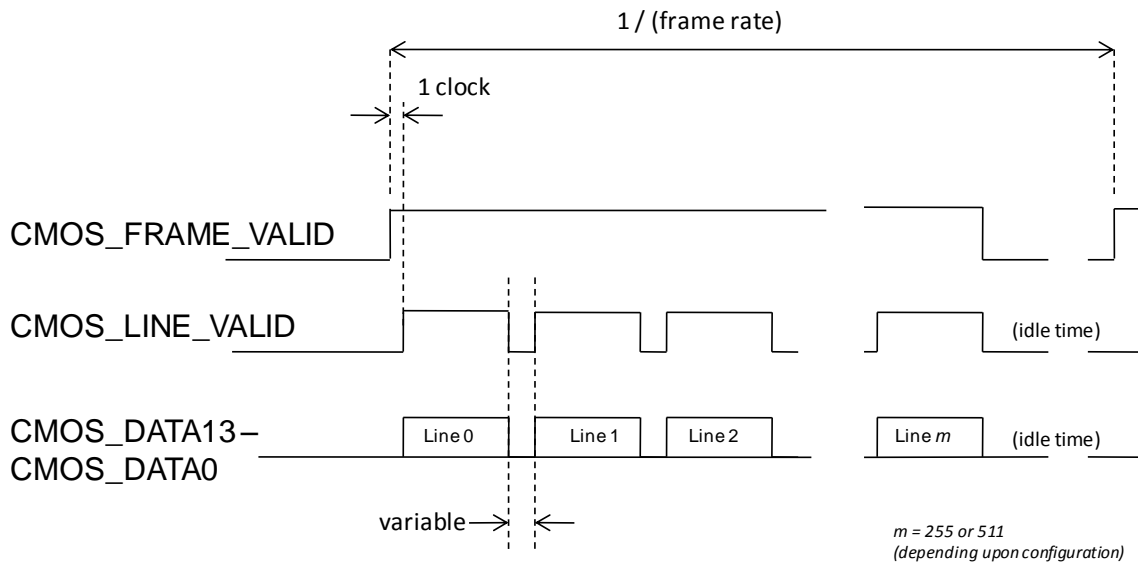 1 / (frame rate)
1 clock
CMOS_FRAME_VALID
CMOS_LINE_VALID
(idle time)
CMOS_DATA13–
CMOS_DATA0
Line 0
Line 1
Line 2
Line m
(idle time)
variable
m = 255 or 511
(depending upon configuration)